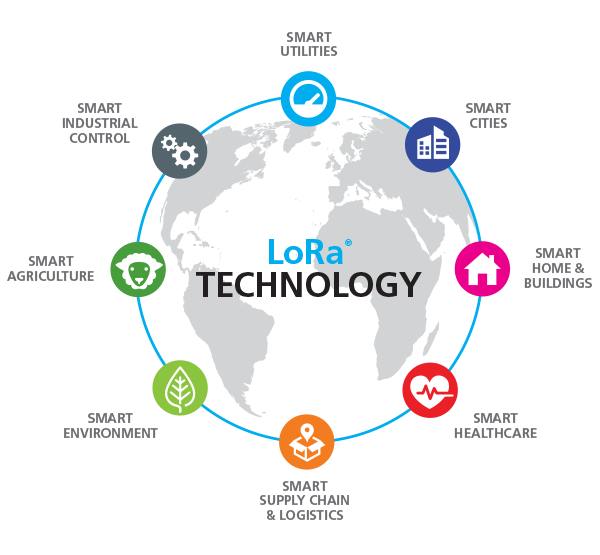 SMART
UTILITIES
SMART
CITIES
SMART
HOME &
BUILDINGS
SMART
HEALTHCARE
SMART
SUPPLY CHAIN
& LOGISTICS
SMART
ENVIRONMENT
SMART
AGRICULTURE
SMART
INDUSTRIAL
CONTROL
LoRa®
TECHNOLOGY